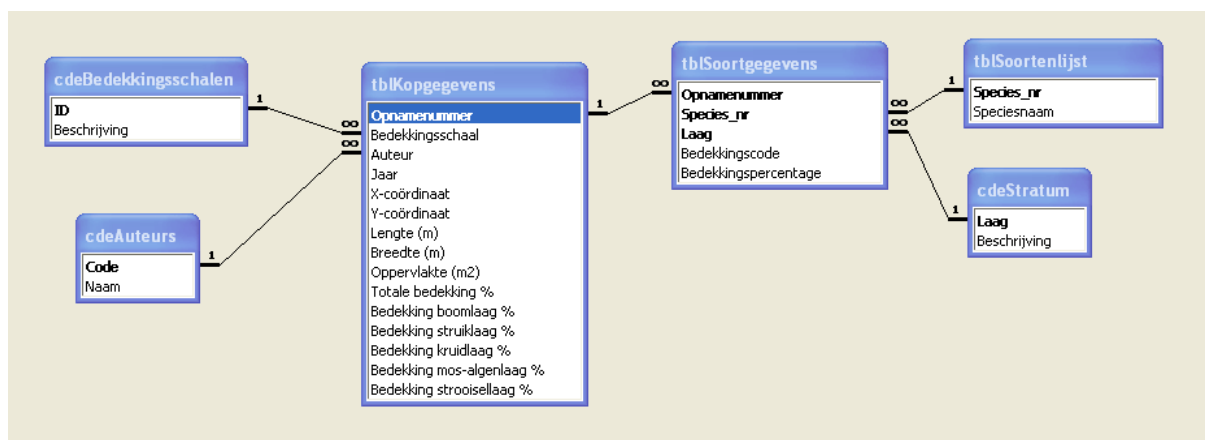 cdeBedekkingsschalen
ID
Beschrijving
cdeAuteurs
Code
Naam
tblKopgegevens
Opnamenummer
Bedekkingsschaal
Auteur
Jaar
X-coördinaat
Y-coördinaat
Lengte (m)
Breedte (m)
Oppervlakte (m2)
Totale bedekking %
Bedekking boomlaag %
Bedekking struiklaag %
Bedekking kruidlaag %
Bedekking mos-algenlaag %
Bedekking strooisellaag %
tblSoortgegevens
Opnamenummer
Species_nr
Laag
Bedekkingscode
Bedekkingspercentage
tblSoortenlijst
Species_nr
Speciesnaam
cdeStratum
Laag
Beschrijving
1
∞
1
∞
1
∞
1
∞
1
∞